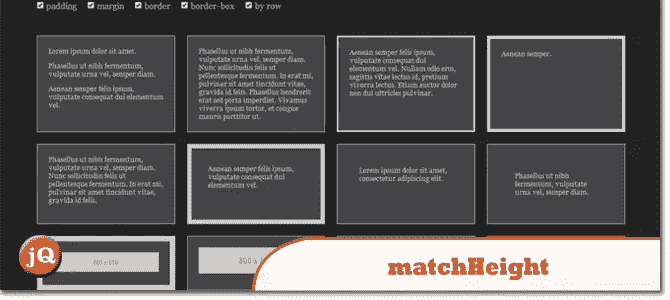 padding margin border border-box by row
Lorem ipsum dolor sit amet.
Phasellus ut nibh fermentum,
vulputate urna vel, semper diam.
Aenean semper felis ipsum,
vulputate consequat dui elementum
vel.
Phasellus ut nibh fermentum,
vulputate urna vel, semper diam.
Nunc sollicitudin felis ut
pellentesque fermentum. In erat mi,
pulvinar sit amet tincidunt vitae,
gravida id felis. Phasellus hendrerit
erat sed porta imperdiet. Vivamus
viverra ipsum tortor, et congue
mauris porttitor ut.
Aenean semper felis ipsum,
vulputate consequat dui
elementum vel. Nullam odio eros,
sagittis vitae lectus id, pretium
viverra lectus. Etiam auctor dolor
non dui ultricies pulvinar.
Aenean semper.
Phasellus ut nibh fermentum,
vulputate urna vel, semper diam.
Nunc sollicitudin felis ut
pellentesque fermentum. In erat mi,
pulvinar sit amet tincidunt vitae,
gravida id felis.
Aenean semper felis ipsum,
vulputate consequat dui
elementum vel.
Lorem ipsum dolor sit amet,
consectetur adipiscing elit.
Phasellus ut nibh
fermentum, vulputate
urna vel, semper diam.
jQ
matchHeight